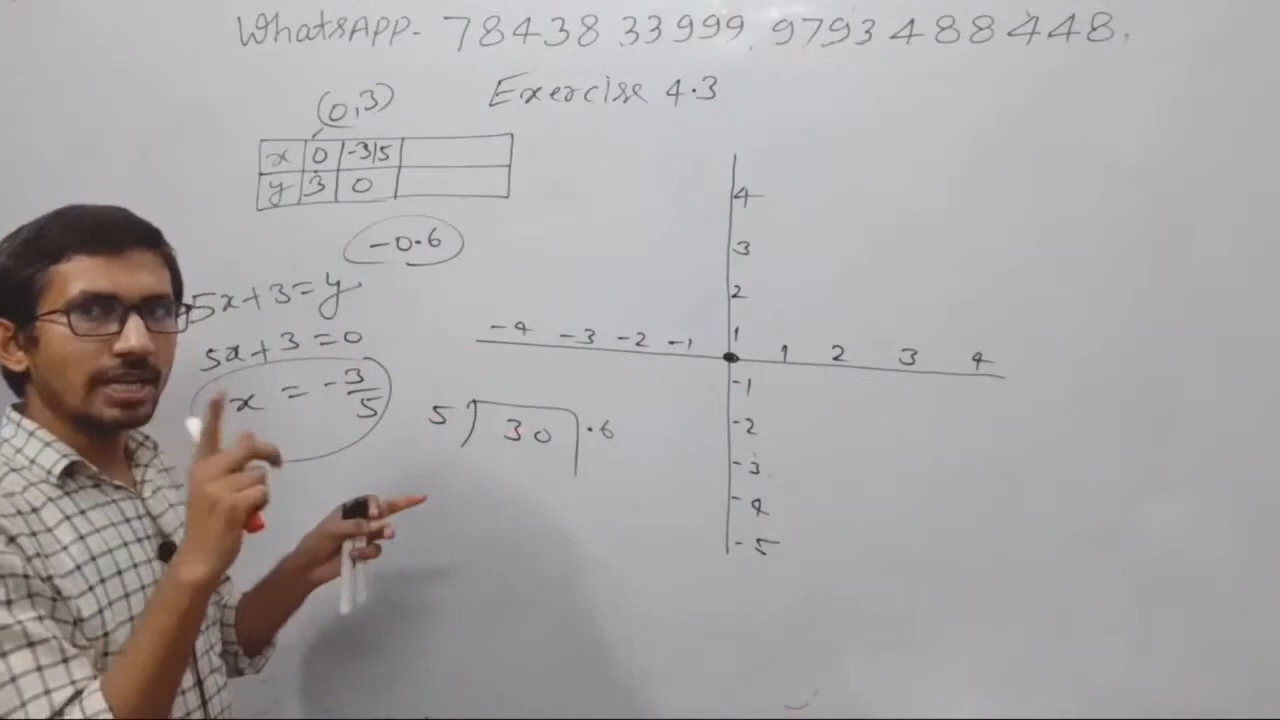 WhatsAPP- 78438 33999, 9793488448.
Exercise 4.3
(0,3)
x 0 -3/5
y 3 0
-0.6
5x+3=y
5x+3=0
x = -3/5
5 ) 30 .6
4
3
2
1
-4 -3 -2 -1 1 2 3 4
-1
-2
-3
-4
-5